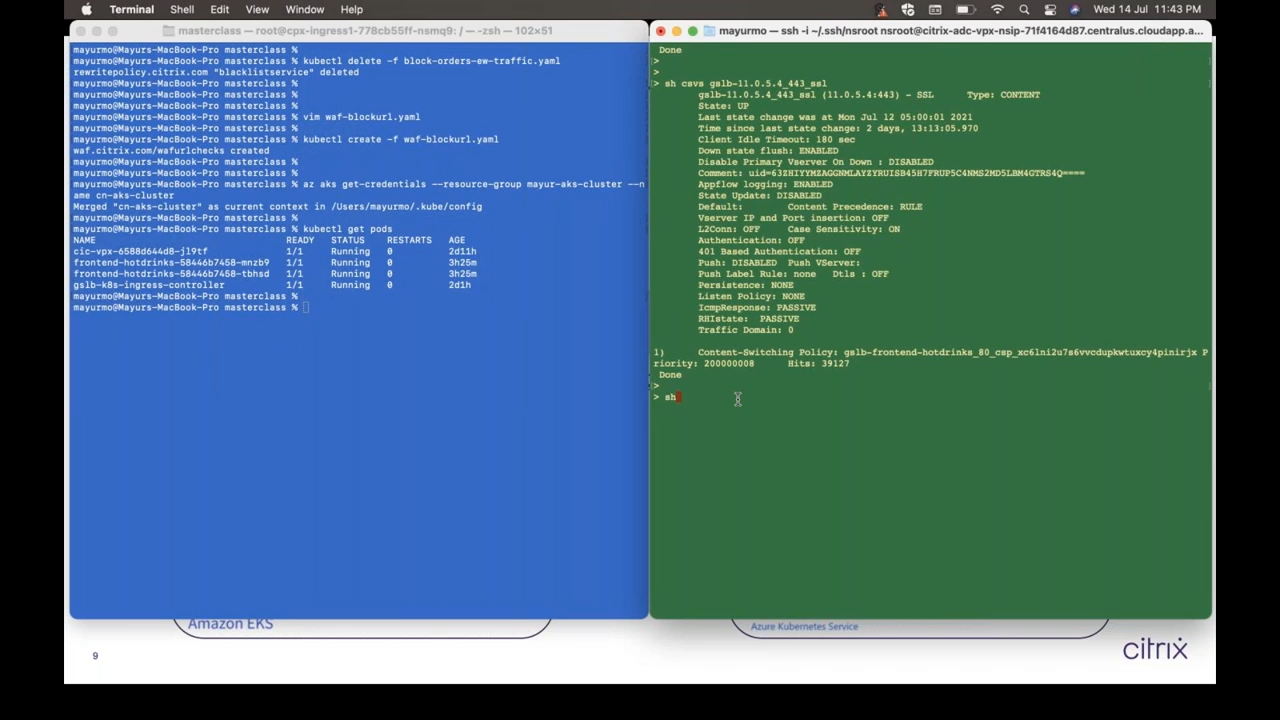 Terminal Shell Edit View Window Help Wed 14 Jul 11:43 PM
masterclass — root@cpx-ingress1-778cb55ff-nsmq9: / — -zsh — 102×51
mayurmo@Mayurs-MacBook-Pro masterclass %
mayurmo@Mayurs-MacBook-Pro masterclass % kubectl delete -f block-orders-ew-traffic.yaml
rewritepolicy.citrix.com "blacklistservice" deleted
mayurmo@Mayurs-MacBook-Pro masterclass %
mayurmo@Mayurs-MacBook-Pro masterclass %
mayurmo@Mayurs-MacBook-Pro masterclass %
mayurmo@Mayurs-MacBook-Pro masterclass % vim waf-blockurl.yaml
mayurmo@Mayurs-MacBook-Pro masterclass %
mayurmo@Mayurs-MacBook-Pro masterclass % kubectl create -f waf-blockurl.yaml
waf.citrix.com/wafurlchecks created
mayurmo@Mayurs-MacBook-Pro masterclass %
mayurmo@Mayurs-MacBook-Pro masterclass %
mayurmo@Mayurs-MacBook-Pro masterclass % az aks get-credentials --resource-group mayur-aks-cluster --n
ame cn-aks-cluster
Merged "cn-aks-cluster" as current context in /Users/mayurmo/.kube/config
mayurmo@Mayurs-MacBook-Pro masterclass %
mayurmo@Mayurs-MacBook-Pro masterclass % kubectl get pods
NAME READY STATUS RESTARTS AGE
cic-vpx-6588d644d8-jl9tf 1/1 Running 0 2d11h
frontend-hotdrinks-58446b7458-mnzb9 1/1 Running 0 3h25m
frontend-hotdrinks-58446b7458-tbhsd 1/1 Running 0 3h25m
gslb-k8s-ingress-controller 1/1 Running 0 2d1h
mayurmo@Mayurs-MacBook-Pro masterclass %
mayurmo@Mayurs-MacBook-Pro masterclass %
mayurmo — ssh -i ~/.ssh/nsroot nsroot@citrix-adc-vpx-nsip-71f4164d87.centralus.cloudapp.a...
Done
>
>
> sh csvs gslb-11.0.5.4_443_ssl
gslb-11.0.5.4_443_ssl (11.0.5.4:443) - SSL Type: CONTENT
State: UP
Last state change was at Mon Jul 12 05:00:01 2021
Time since last state change: 2 days, 13:13:05.970
Client Idle Timeout: 180 sec
Down state flush: ENABLED
Disable Primary Vserver On Down : DISABLED
Comment: uid=63ZHIYYMZAGGNMLAYZYRUISB45H7FRUP5C4NMS2MD5LBM4GTRS4Q====
Appflow logging: ENABLED
State Update: DISABLED
Default: Content Precedence: RULE
Vserver IP and Port insertion: OFF
L2Conn: OFF Case Sensitivity: ON
Authentication: OFF
401 Based Authentication: OFF
Push: DISABLED Push VServer:
Push Label Rule: none Dtls : OFF
Persistence: NONE
Listen Policy: NONE
IcmpResponse: PASSIVE
RHIstate: PASSIVE
Traffic Domain: 0
1) Content-Switching Policy: gslb-frontend-hotdrinks_80_csp_xc6lni2u7s6vvcdupkwtuxcy4pinirjx P
riority: 200000008 Hits: 39127
Done
>
> sh
Amazon EKS
Azure Kubernetes Service
9
citrix